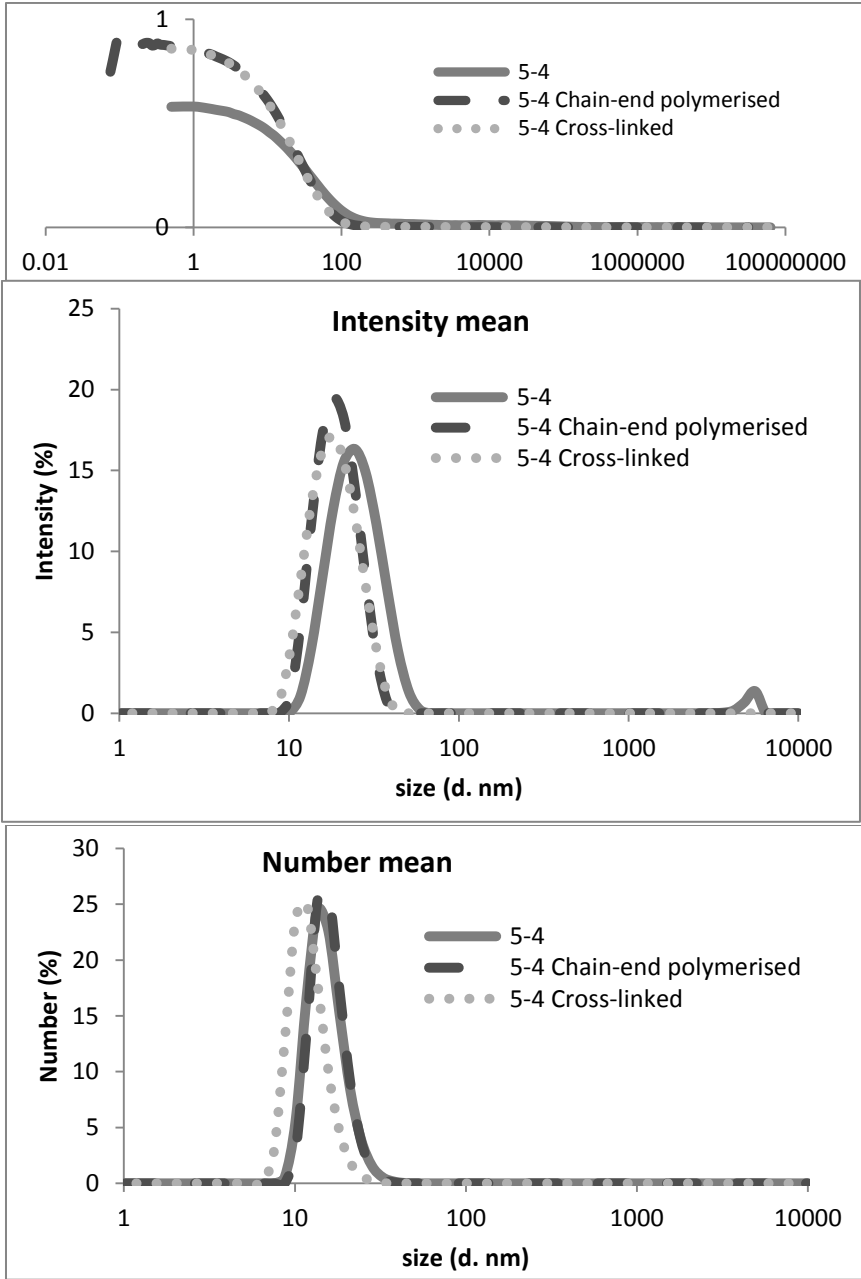 1
5-4
5-4 Chain-end polymerised
5-4 Cross-linked
0
0.01 1 100 10000 1000000 100000000
Intensity mean
25
20
15
10
5
0
Intensity (%)
5-4
5-4 Chain-end polymerised
5-4 Cross-linked
1 10 100 1000 10000
size (d. nm)
Number mean
30
25
20
15
10
5
0
Number (%)
5-4
5-4 Chain-end polymerised
5-4 Cross-linked
1 10 100 1000 10000
size (d. nm)